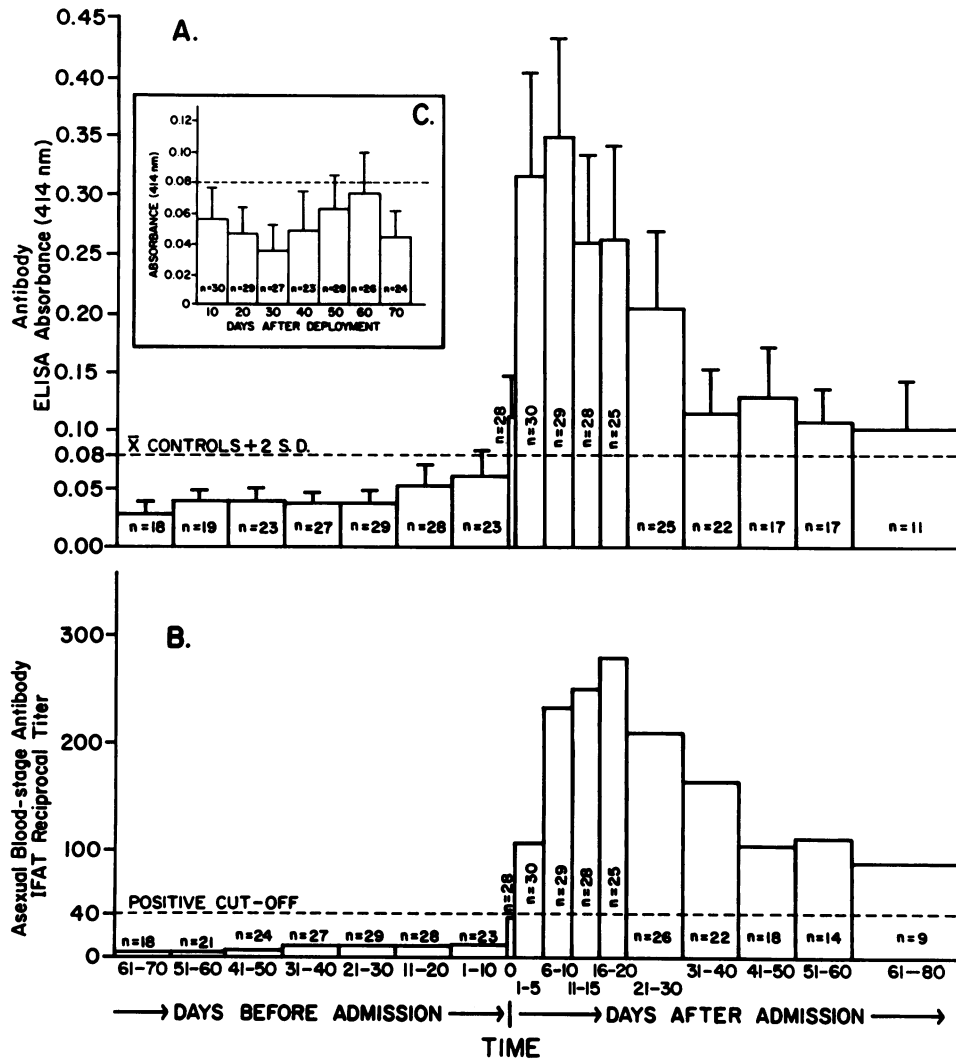 A.
Antibody
ELISA Absorbance (414 nm)
0.45
0.40
0.35
0.30
0.25
0.20
0.15
0.10
0.08
0.05
0.00
X̄ CONTROLS + 2 S.D.
n=18
n=19
n=23
n=27
n=29
n=28
n=23
n=28
n=30
n=29
n=28
n=25
n=25
n=22
n=17
n=17
n=11
C.
ABSORBANCE (414 nm)
0.12
0.10
0.08
0.06
0.04
0.02
0
n=30
n=29
n=27
n=23
n=28
n=26
n=24
10 20 30 40 50 60 70
DAYS AFTER DEPLOYMENT
B.
Asexual Blood-stage Antibody
IFAT Reciprocal Titer
300
200
100
40
0
POSITIVE CUT-OFF
n=18
n=21
n=24
n=27
n=29
n=28
n=23
n=28
n=30
n=29
n=28
n=25
n=26
n=22
n=18
n=14
n=9
61-70 51-60 41-50 31-40 21-30 11-20 1-10 0 1-5 6-10 11-15 16-20 21-30 31-40 41-50 51-60 61-80
DAYS BEFORE ADMISSION
DAYS AFTER ADMISSION
TIME